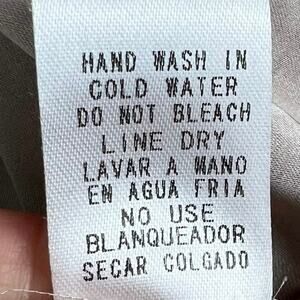 HAND WASH IN
COLD WATER
DO NOT BLEACH
LINE DRY
LAVAR A MANO
EN AGUA FRIA
NO USE
BLANQUEADOR
SECAR COLGADO